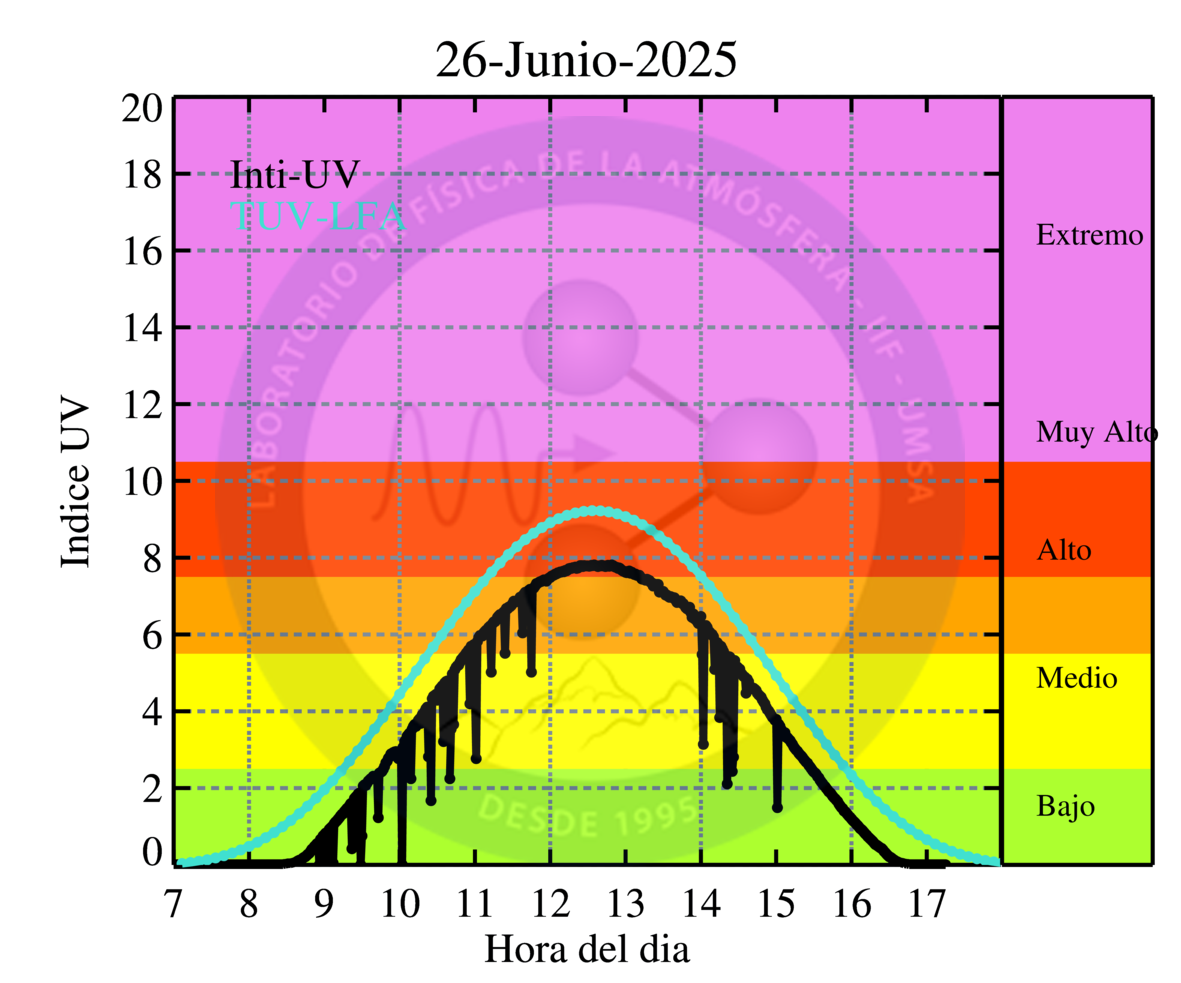 26-Junio-2025
Inti-UV
TUV-LFA
LABORATORIO DE FÍSICA DE LA ATMÓSFERA - IIF - UMSA
DESDE 1995
Indice UV
20
18
16
14
12
10
8
6
4
2
0
Extremo
Muy Alto
Alto
Medio
Bajo
7 8 9 10 11 12 13 14 15 16 17
Hora del dia